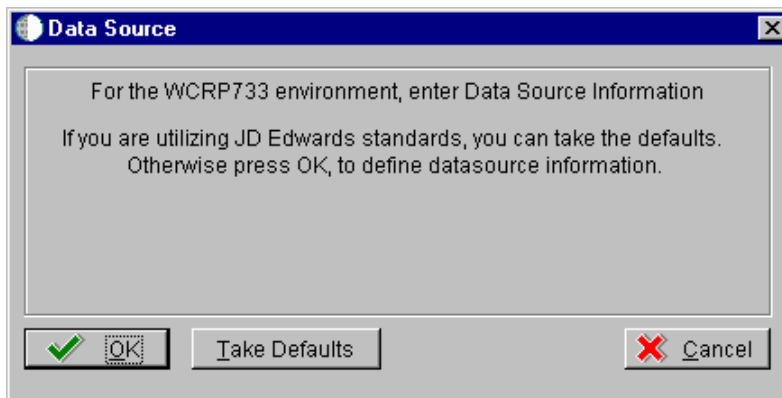 Data Source
For the WCRP733 environment, enter Data Source Information
If you are utilizing JD Edwards standards, you can take the defaults.
Otherwise press OK, to define datasource information.
OK
Take Defaults
Cancel